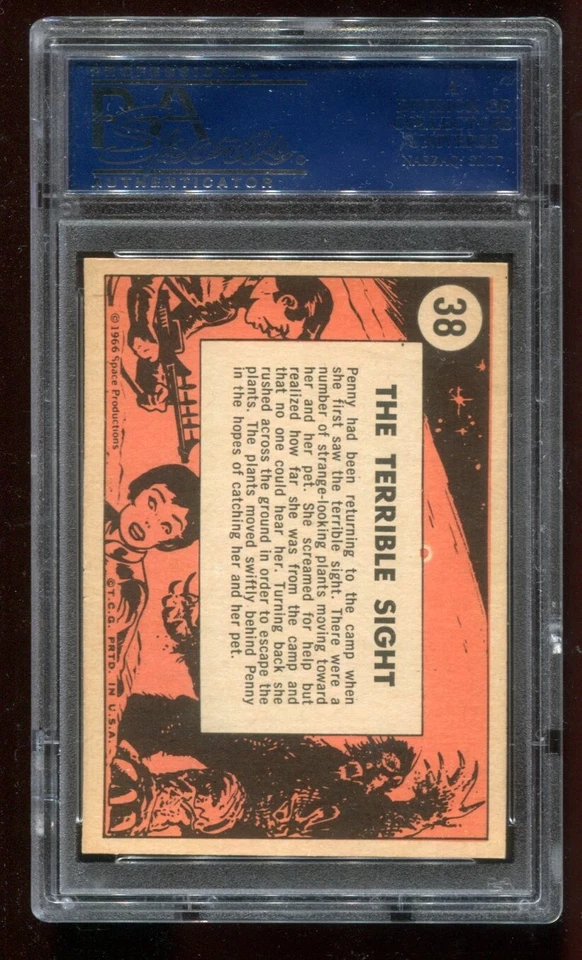 PROFESSIONAL
PSA
Sports
AUTHENTICATOR
38
THE TERRIBLE SIGHT
Penny had been returning to the camp when
she first saw the terrible sight. There were a
number of strange-looking plants moving toward
her and her pet. She screamed for help but
realized how far she was from the camp and
that no one could hear her. Turning back she
rushed across the ground in order to escape the
plants. The plants moved swiftly behind Penny
in the hopes of catching her and her pet.
©1966 Space Productions
©T.C.G. PRTD. IN U.S.A.